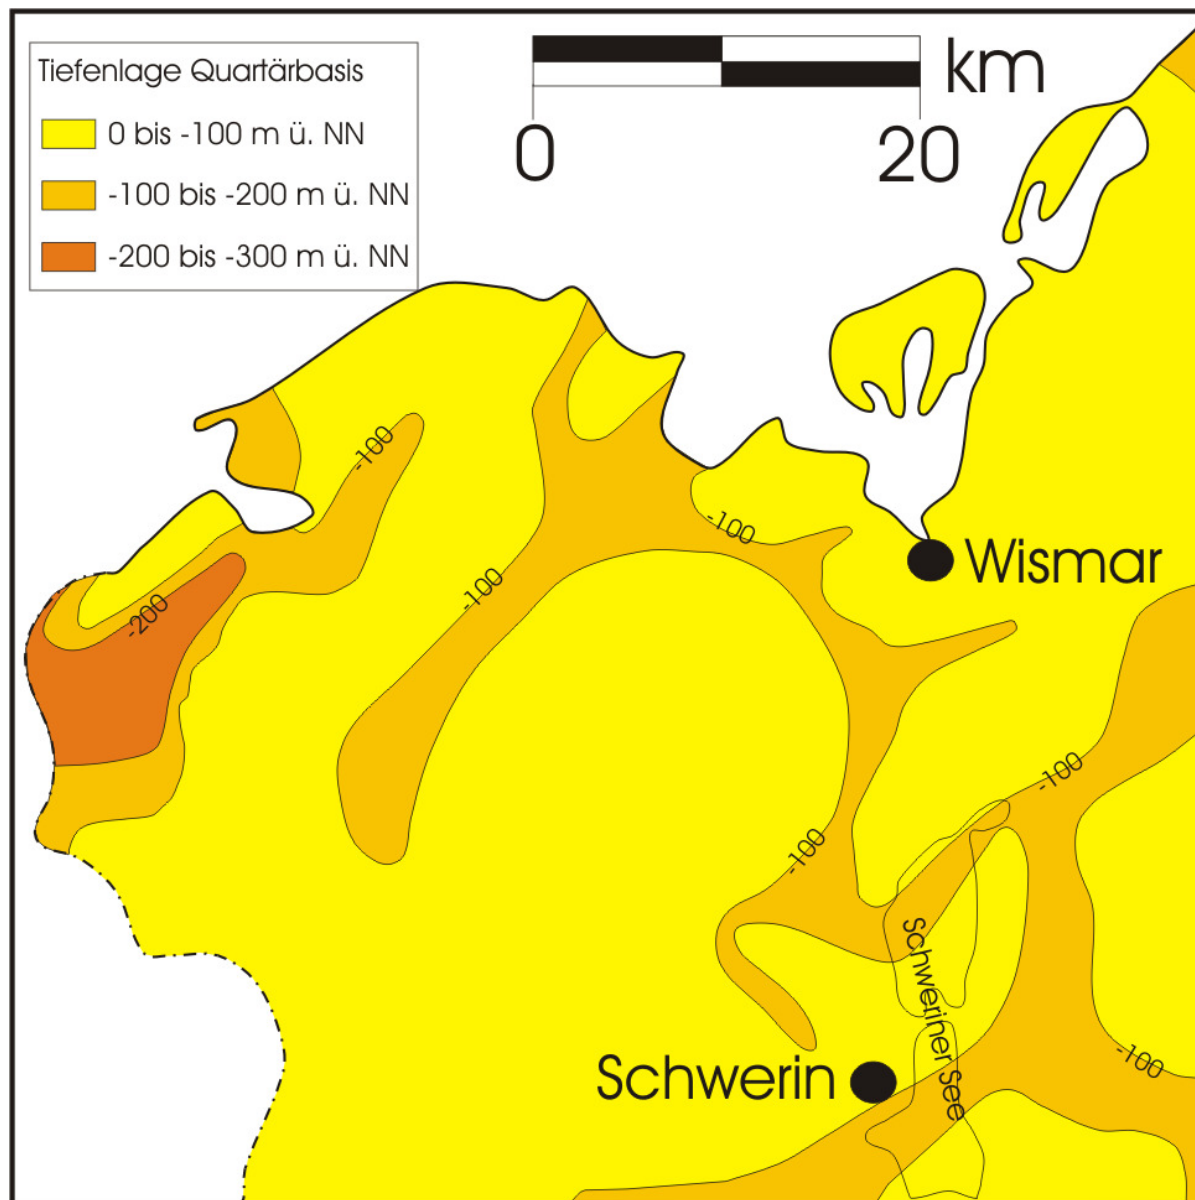 Tiefenlage Quartärbasis
0 bis -100 m ü. NN
-100 bis -200 m ü. NN
-200 bis -300 m ü. NN
km
0
20
-100
-100
-100
-200
Wismar
-100
-100
Schweriner See
-100
Schwerin